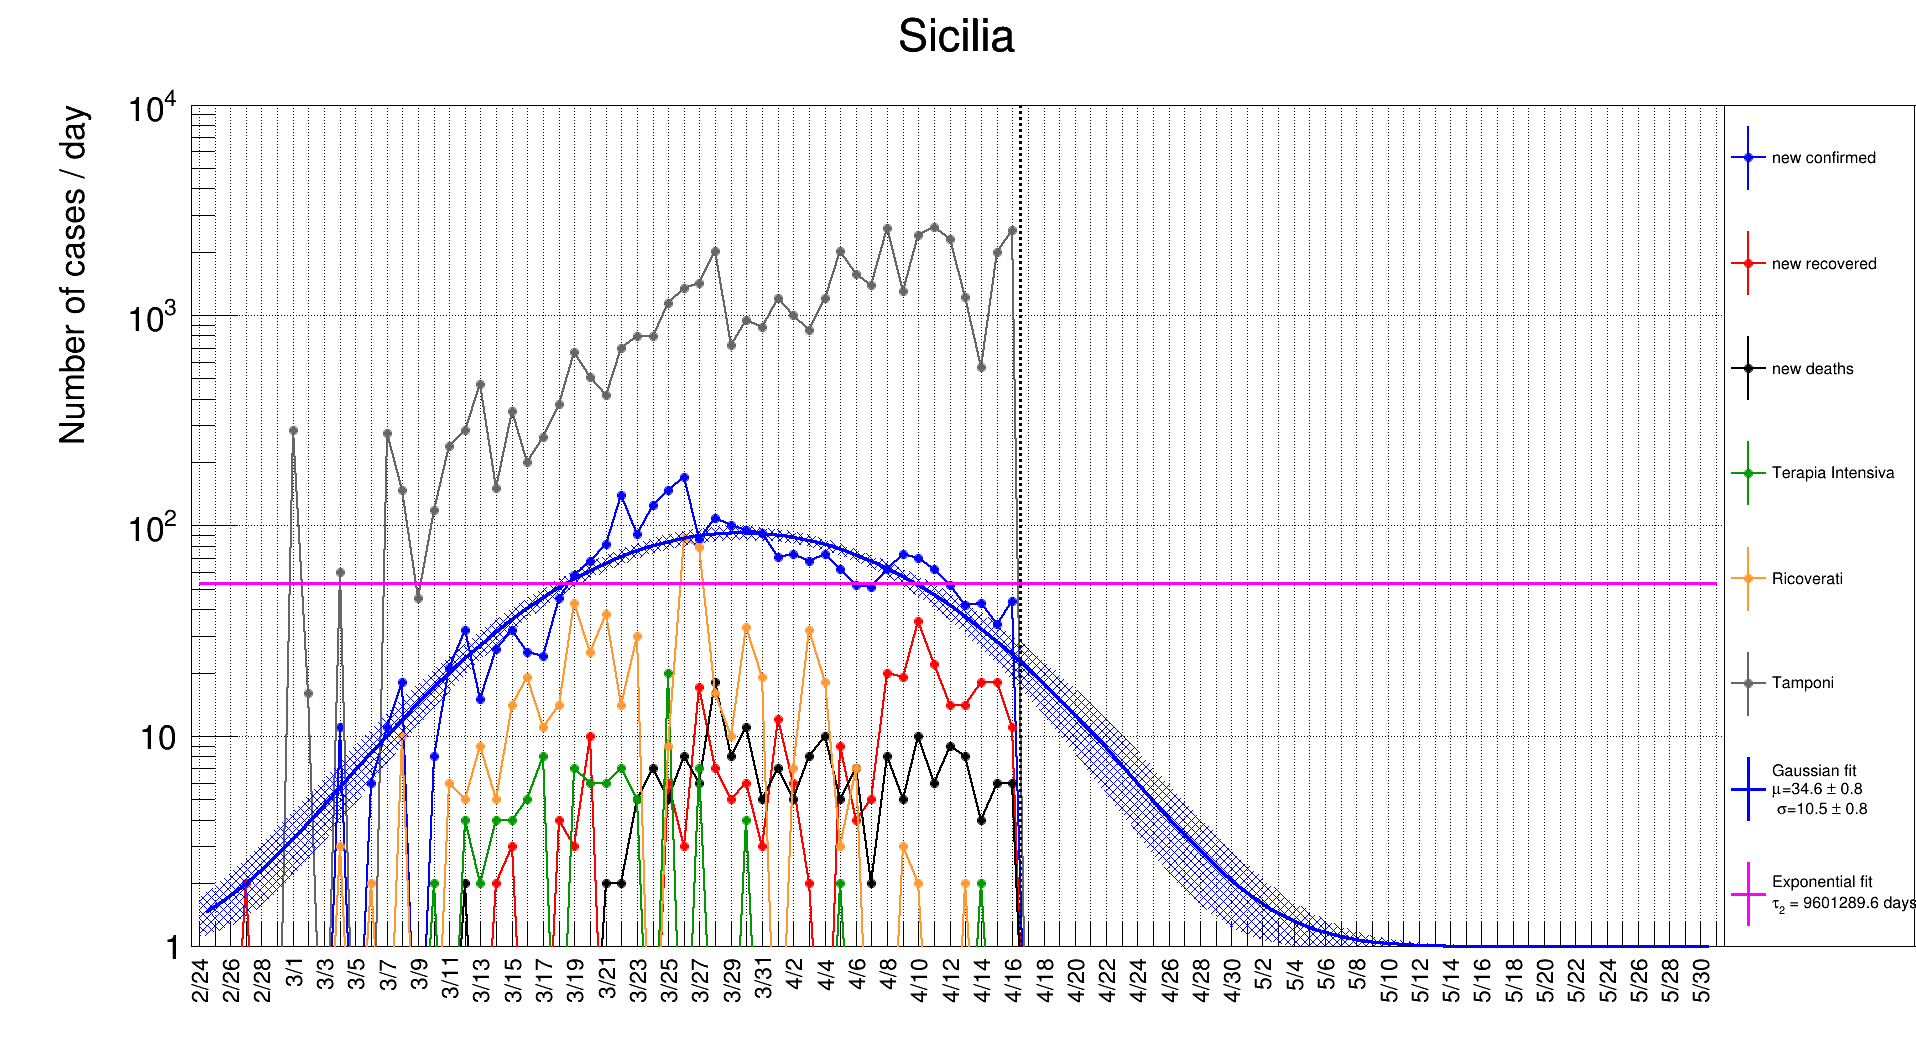 Sicilia
Number of cases / day
10^4
10^3
10^2
10
1
2/24 2/26 2/28 3/1 3/3 3/5 3/7 3/9 3/11 3/13 3/15 3/17 3/19 3/21 3/23 3/25 3/27 3/29 3/31 4/2 4/4 4/6 4/8 4/10 4/12 4/14 4/16 4/18 4/20 4/22 4/24 4/26 4/28 4/30 5/2 5/4 5/6 5/8 5/10 5/12 5/14 5/16 5/18 5/20 5/22 5/24 5/26 5/28 5/30
new confirmed
new recovered
new deaths
Terapia Intensiva
Ricoverati
Tamponi
Gaussian fit
μ=34.6 ± 0.8
σ=10.5 ± 0.8
Exponential fit
τ_2 = 9601289.6 days